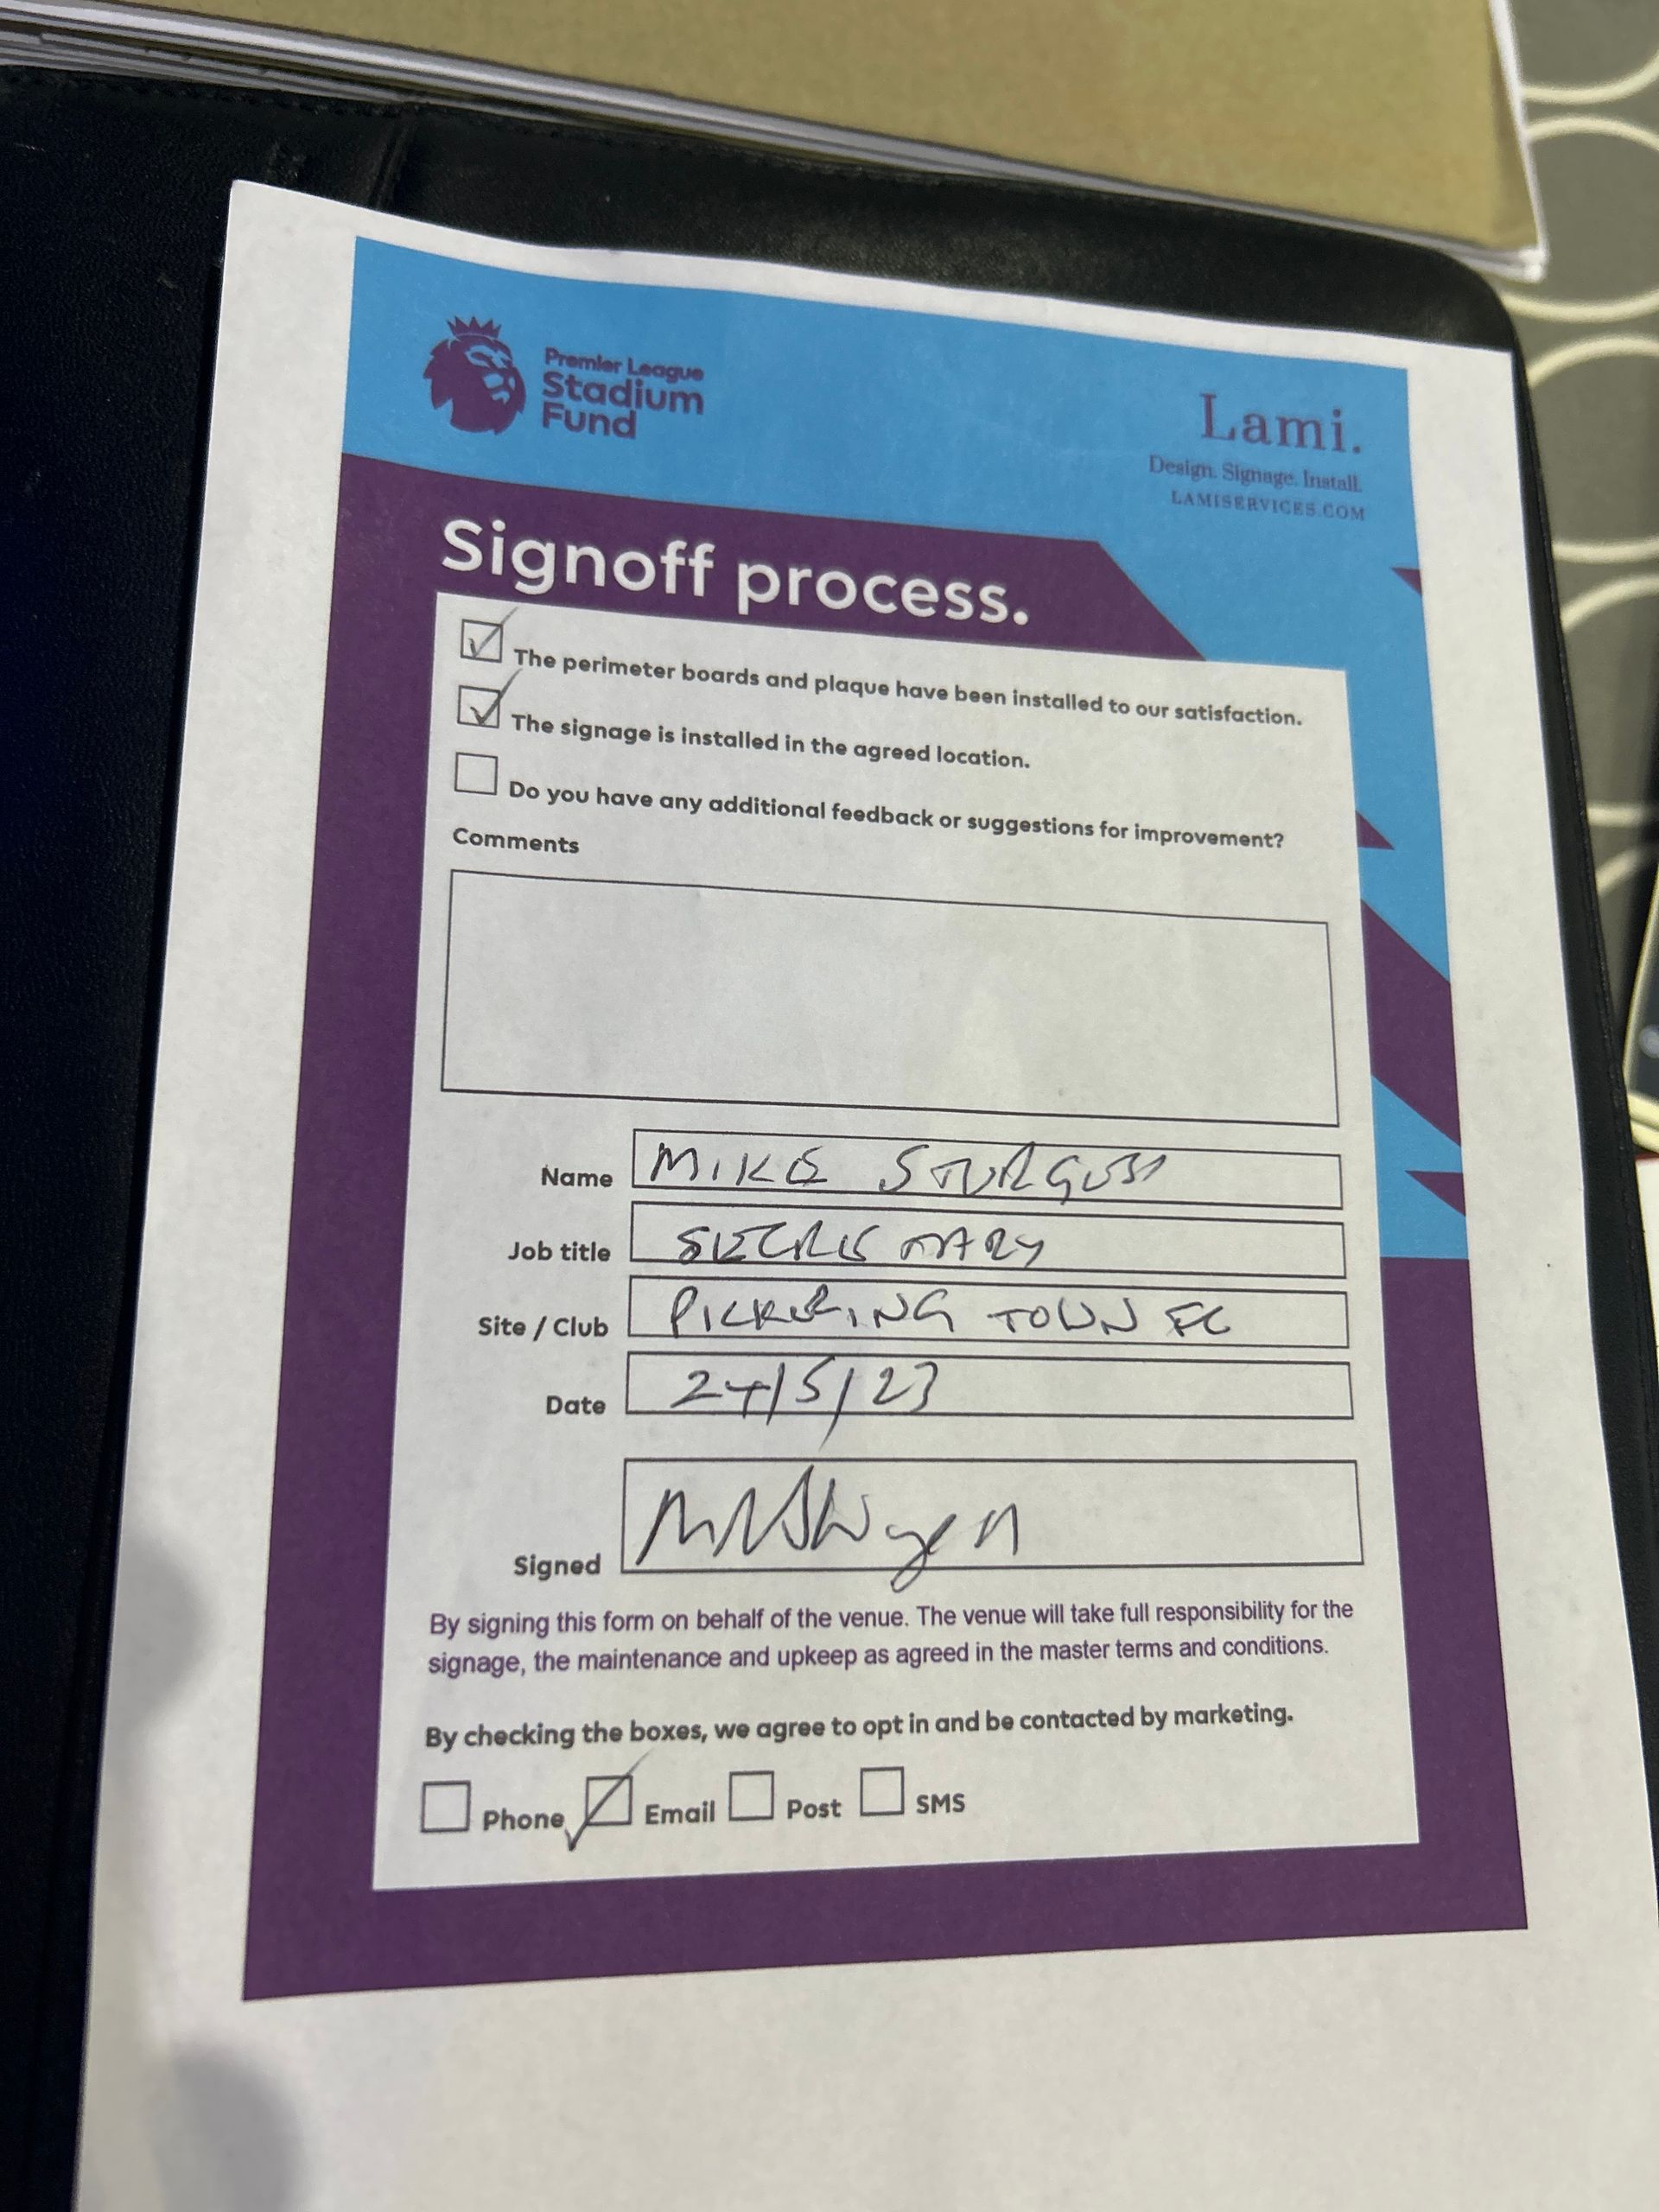 Premier League
Stadium
Fund
Lami.
Design. Signage. Install.
LAMISERVICES.COM
Signoff process.
The perimeter boards and plaque have been installed to our satisfaction.
The signage is installed in the agreed location.
Do you have any additional feedback or suggestions for improvement?
Comments
Name MIKE STURGESS
Job title SECRETARY
Site / Club PICKERING TOWN FC
Date 24/5/23
Signed
By signing this form on behalf of the venue. The venue will take full responsibility for the
signage, the maintenance and upkeep as agreed in the master terms and conditions.
By checking the boxes, we agree to opt in and be contacted by marketing.
Phone Email Post SMS